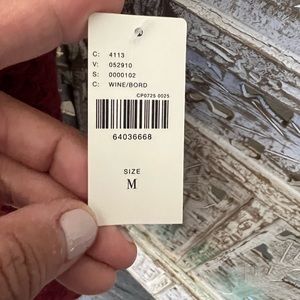 C: 4113
V: 052910
S: 0000102
C: WINE/BORD
CP0725 0025
64036668
SIZE
M